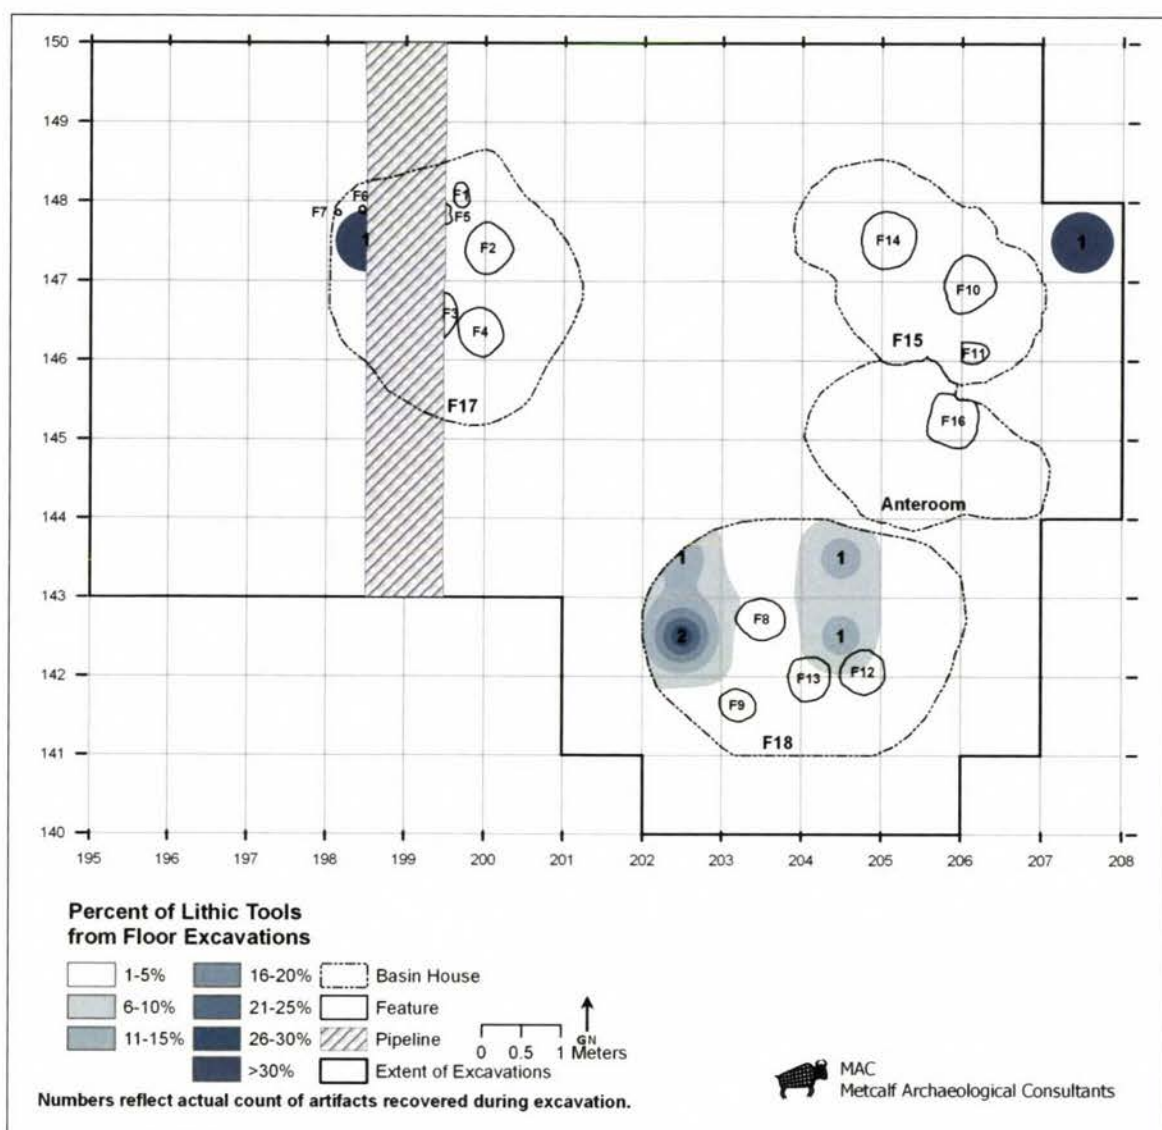 150
149
148
147
146
145
144
143
142
141
140
195 196 197 198 199 200 201 202 203 204 205 206 207 208
F7 F6 F1
F5
1
F2
F3 F4
F17
F14
1
F10
F15 F11
F16
Anteroom
1 1
F8
2 1
F13 F12
F9
F18
Percent of Lithic Tools
from Floor Excavations
1-5% 16-20% Basin House
6-10% 21-25% Feature
11-15% 26-30% Pipeline
>30% Extent of Excavations
GN
0 0.5 1 Meters
MAC
Metcalf Archaeological Consultants
Numbers reflect actual count of artifacts recovered during excavation.